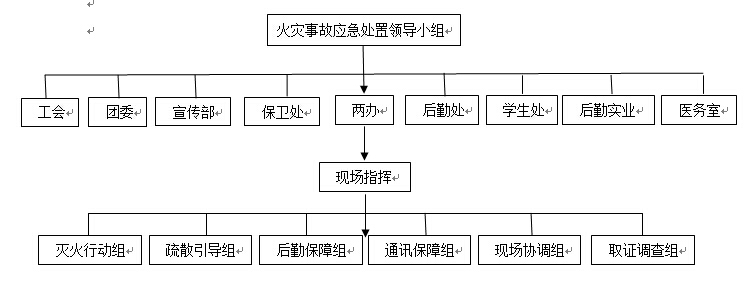 火灾事故应急处置领导小组
工会 团委 宣传部 保卫处 两办 后勤处 学生处 后勤实业 医务室
现场指挥
灭火行动组 疏散引导组 后勤保障组 通讯保障组 现场协调组 取证调查组